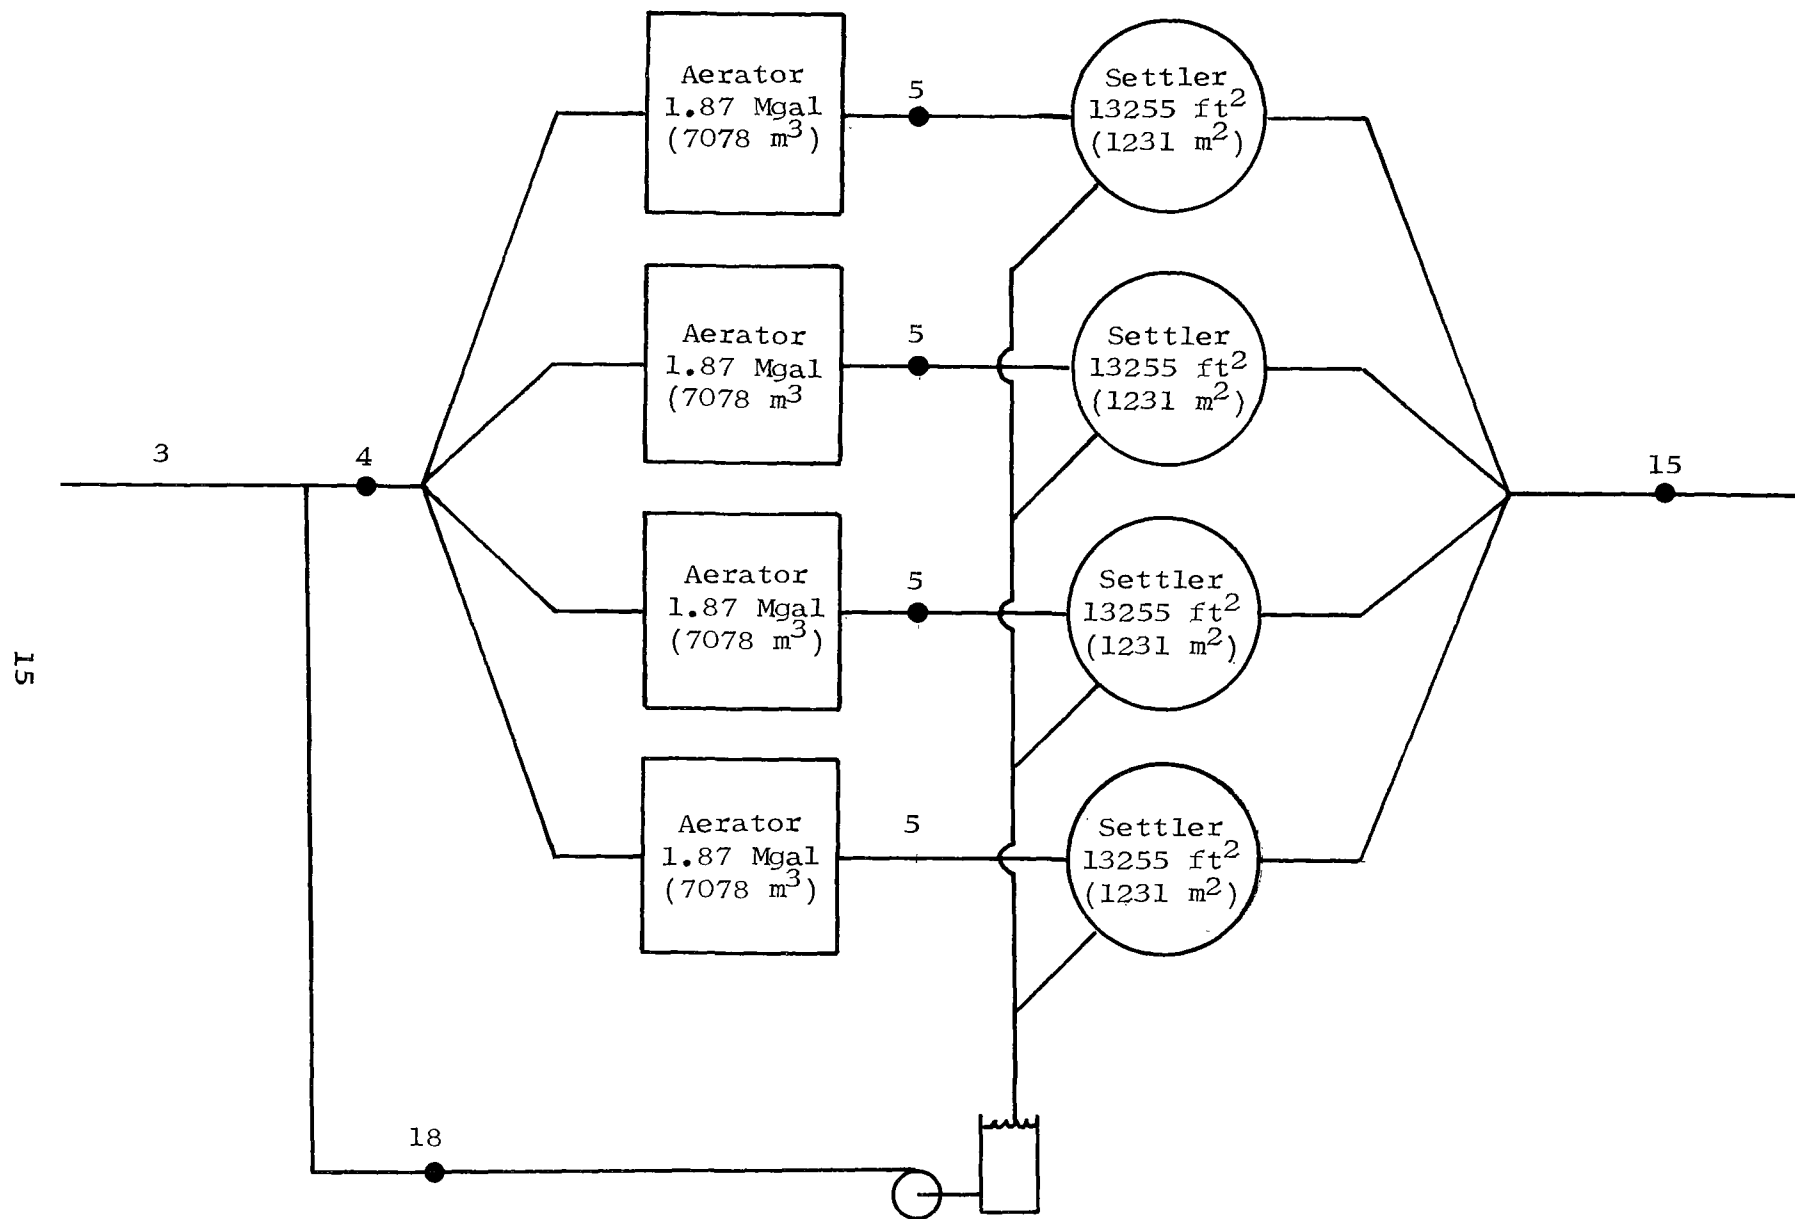 Aerator
1.87 Mgal
(7078 m³)
5
Settler
13255 ft²
(1231 m²)
Aerator
1.87 Mgal
(7078 m³
5
Settler
13255 ft²
(1231 m²)
3
4
15
Aerator
1.87 Mgal
(7078 m³)
5
Settler
13255 ft²
(1231 m²)
15
Aerator
1.87 Mgal
(7078 m³)
5
Settler
13255 ft²
(1231 m²)
18